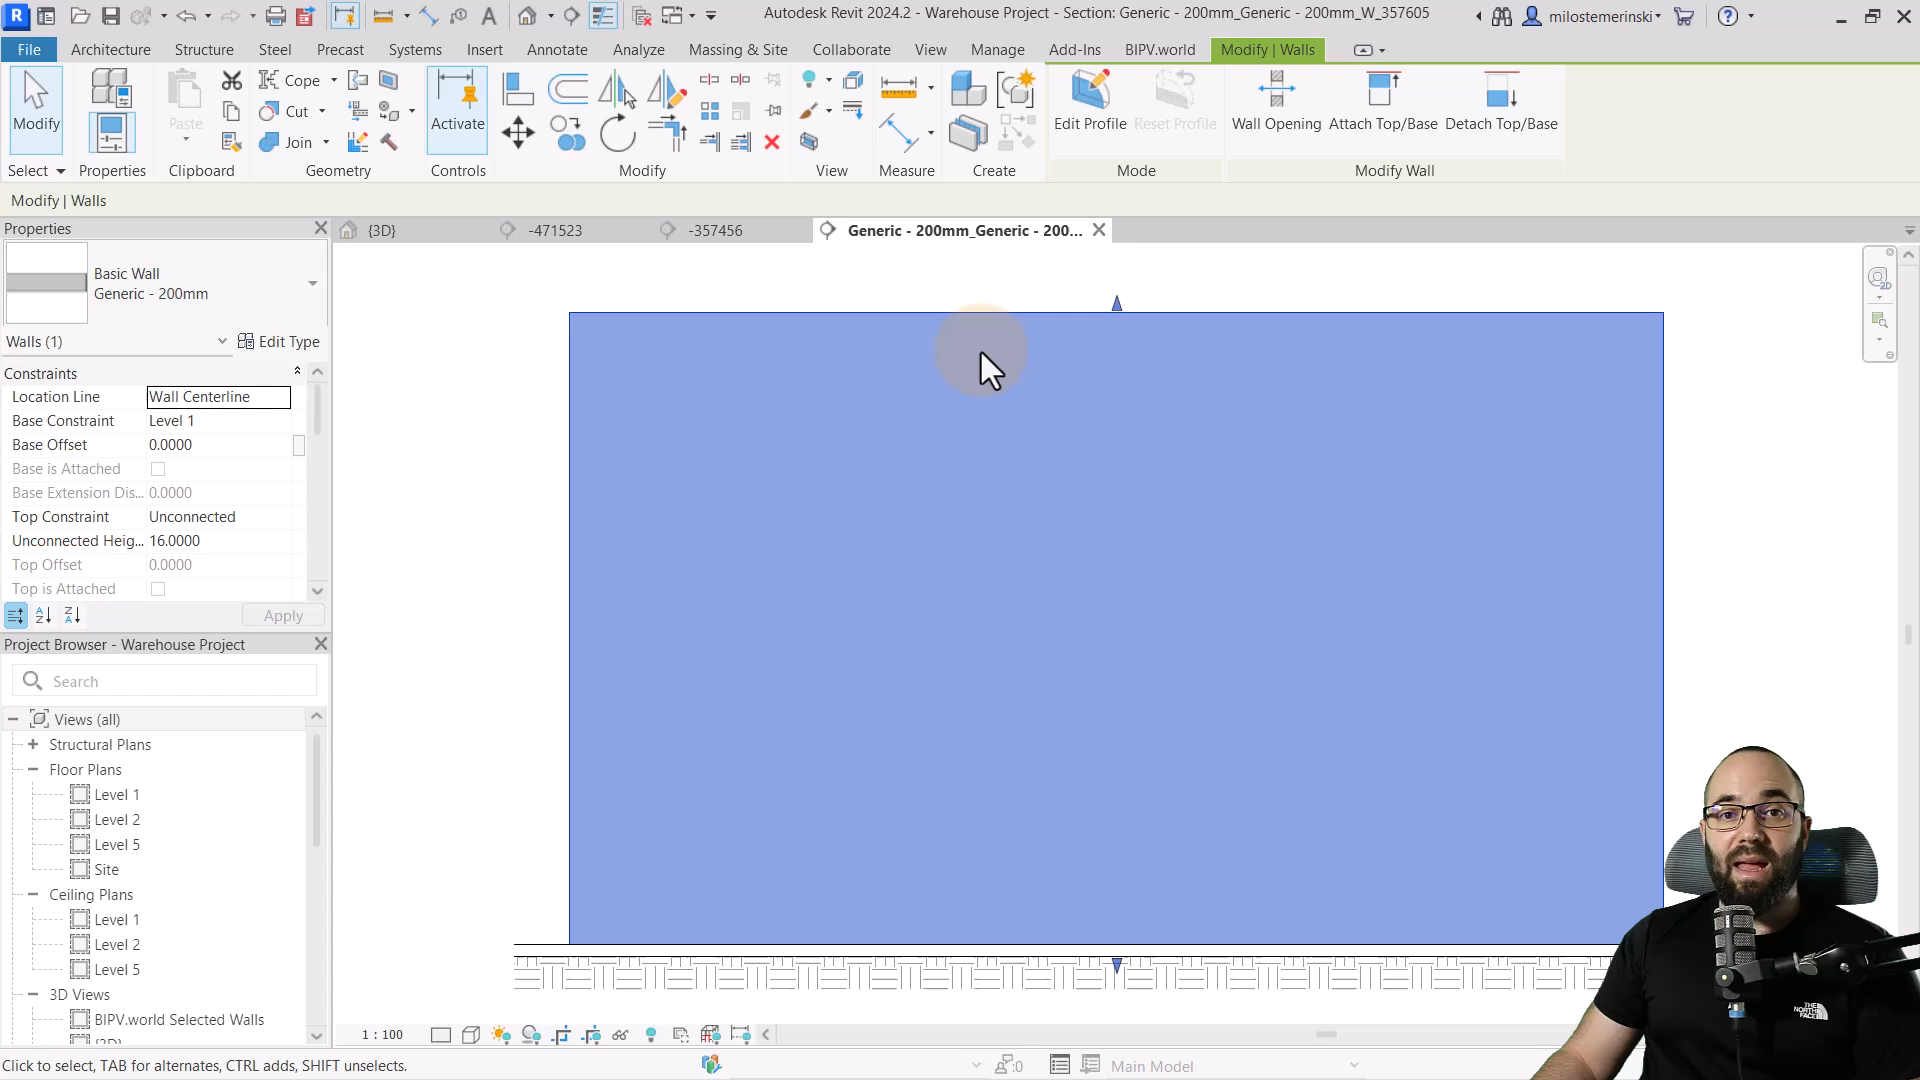 Autodesk Revit 2024.2 - Warehouse Project - Section: Generic - 200mm_Generic - 200mm_W_357605
milostemerinski
File Architecture Structure Steel Precast Systems Insert Annotate Analyze Massing & Site Collaborate View Manage Add-Ins BIPV.world Modify | Walls
Modify
Paste
Cope
Cut
Join
Activate
Edit Profile Reset Profile Wall Opening Attach Top/Base Detach Top/Base
Select Properties Clipboard Geometry Controls Modify View Measure Create Mode Modify Wall
Modify | Walls
Properties
{3D} -471523 -357456 Generic - 200mm_Generic - 200...
Basic Wall
Generic - 200mm
Walls (1) Edit Type
Constraints
Location Line Wall Centerline
Base Constraint Level 1
Base Offset 0.0000
Base is Attached
Base Extension Dis... 0.0000
Top Constraint Unconnected
Unconnected Heig... 16.0000
Top Offset 0.0000
Top is Attached
Apply
Project Browser - Warehouse Project
Search
Views (all)
Structural Plans
Floor Plans
Level 1
Level 2
Level 5
Site
Ceiling Plans
Level 1
Level 2
Level 5
3D Views
BIPV.world Selected Walls
1 : 100
Click to select, TAB for alternates, CTRL adds, SHIFT unselects.
:0
Main Model
THE
NORTH
FACE